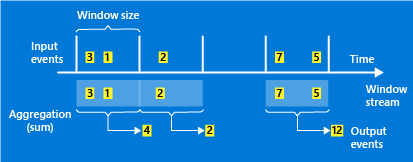 Window size
Input
events
3 1 2 7 5
Time
Window
stream
3 1 2 7 5
Aggregation
(sum)
4 2 12
Output
events